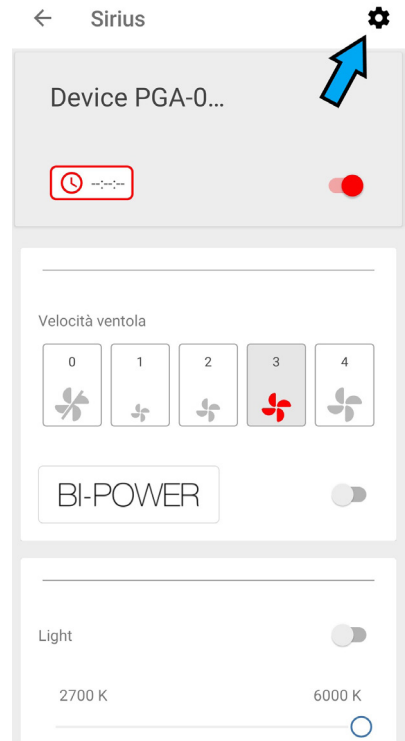 Sirius
Device PGA-0...
--:--:--
Velocità ventola
0 1 2 3 4
BI-POWER
Light
2700 K 6000 K